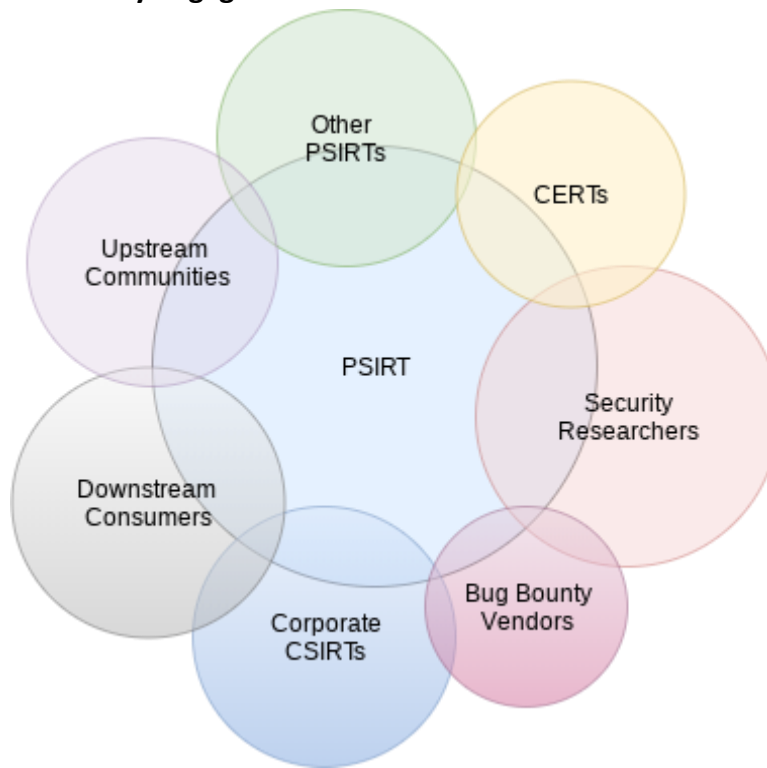 Other
PSIRTs
CERTs
Upstream
Communities
PSIRT
Security
Researchers
Downstream
Consumers
Corporate
CSIRTs
Bug Bounty
Vendors